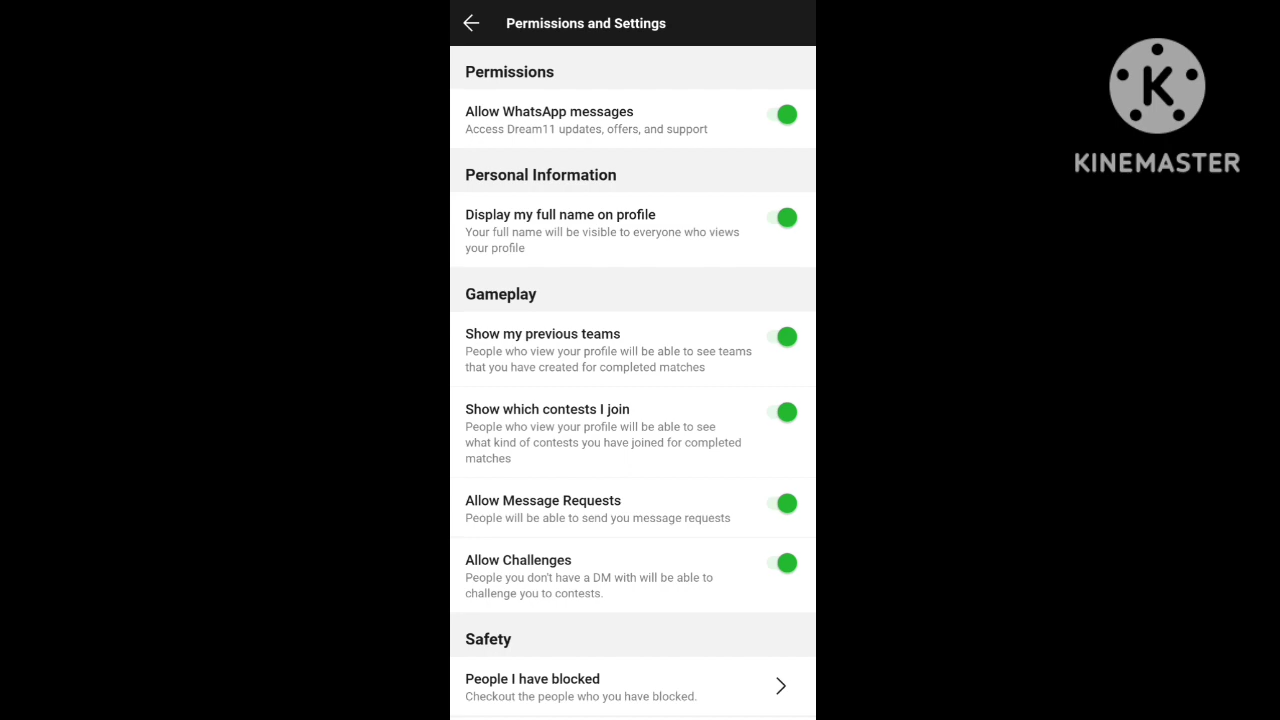 Permissions and Settings
Permissions
Allow WhatsApp messages
Access Dream11 updates, offers, and support
Personal Information
Display my full name on profile
Your full name will be visible to everyone who views
your profile
Gameplay
Show my previous teams
People who view your profile will be able to see teams
that you have created for completed matches
Show which contests I join
People who view your profile will be able to see
what kind of contests you have joined for completed
matches
Allow Message Requests
People will be able to send you message requests
Allow Challenges
People you don't have a DM with will be able to
challenge you to contests.
Safety
People I have blocked
Checkout the people who you have blocked.
K
KINEMASTER